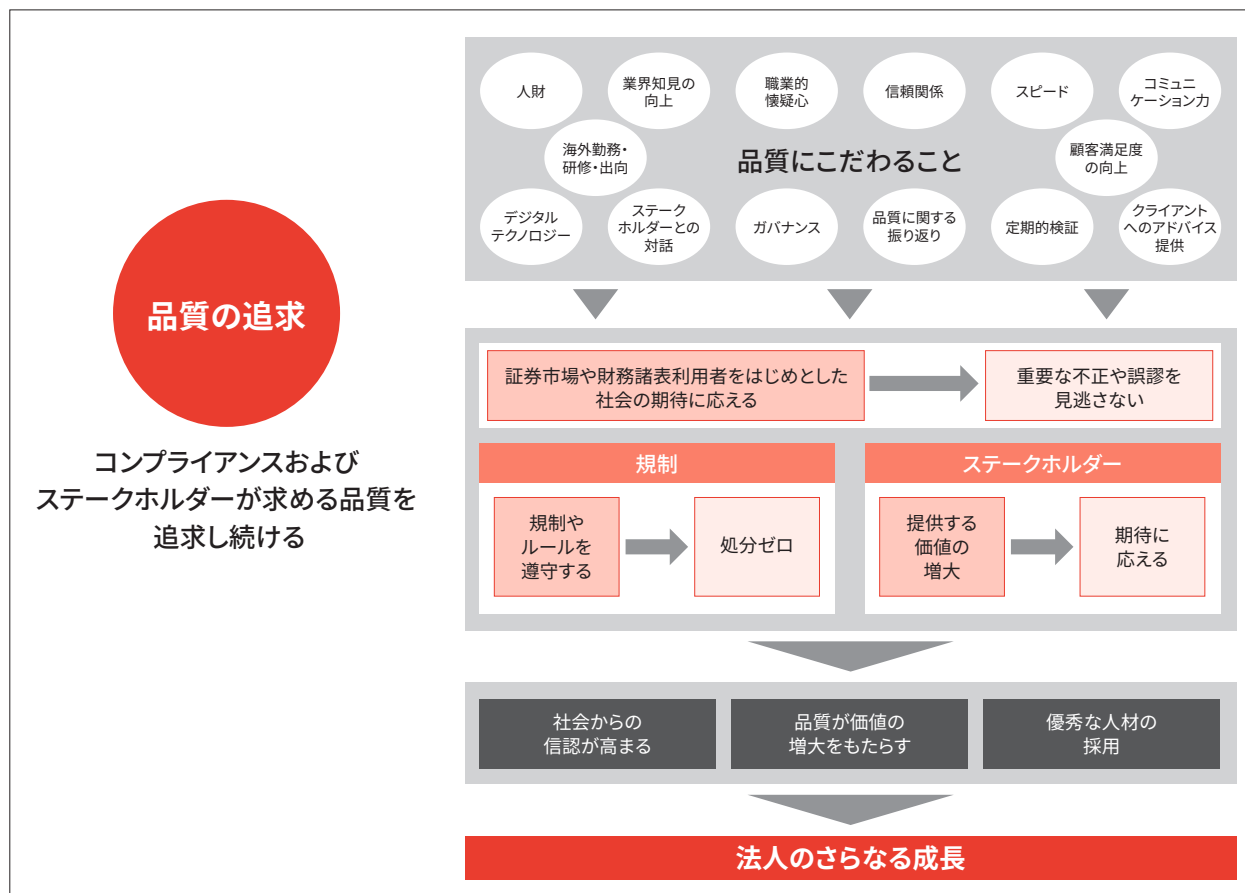 品質の追求
コンプライアンスおよび
ステークホルダーが求める品質を
追求し続ける
人財
業界知見の
向上
職業的
懐疑心
信頼関係
スピード
コミュニ
ケーション力
海外勤務・
研修・出向
品質にこだわること
顧客満足度
の向上
デジタル
テクノロジー
ステーク
ホルダーとの
対話
ガバナンス
品質に関する
振り返り
定期的検証
クライアント
へのアドバイス
提供
証券市場や財務諸表利用者をはじめとした
社会の期待に応える
重要な不正や誤謬を
見逃さない
規制
規制や
ルールを
遵守する
処分ゼロ
ステークホルダー
提供する
価値の
増大
期待に
応える
社会からの
信認が高まる
品質が価値の
増大をもたらす
優秀な人材の
採用
法人のさらなる成長